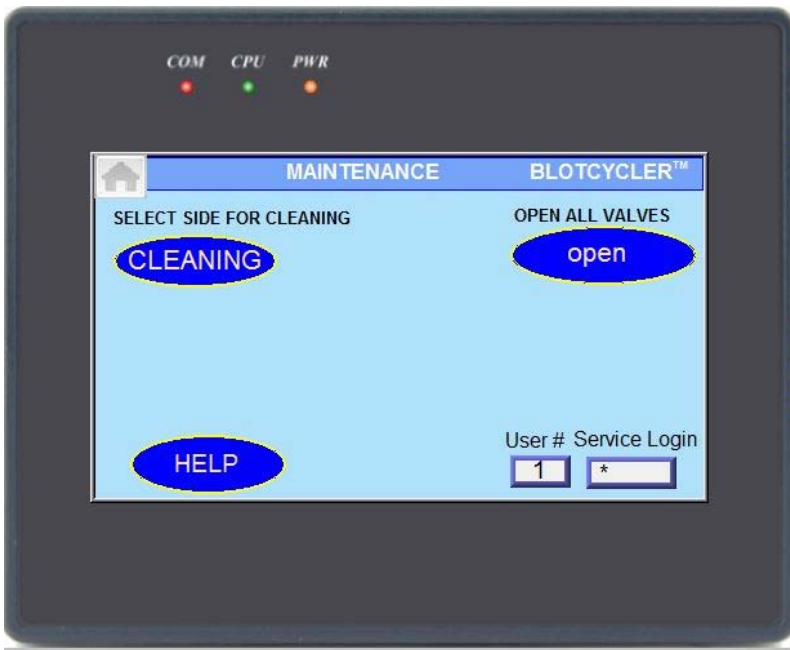 COM CPU PWR
MAINTENANCE BLOTCYCLER™
SELECT SIDE FOR CLEANING OPEN ALL VALVES
CLEANING open
User # Service Login
HELP 1 *